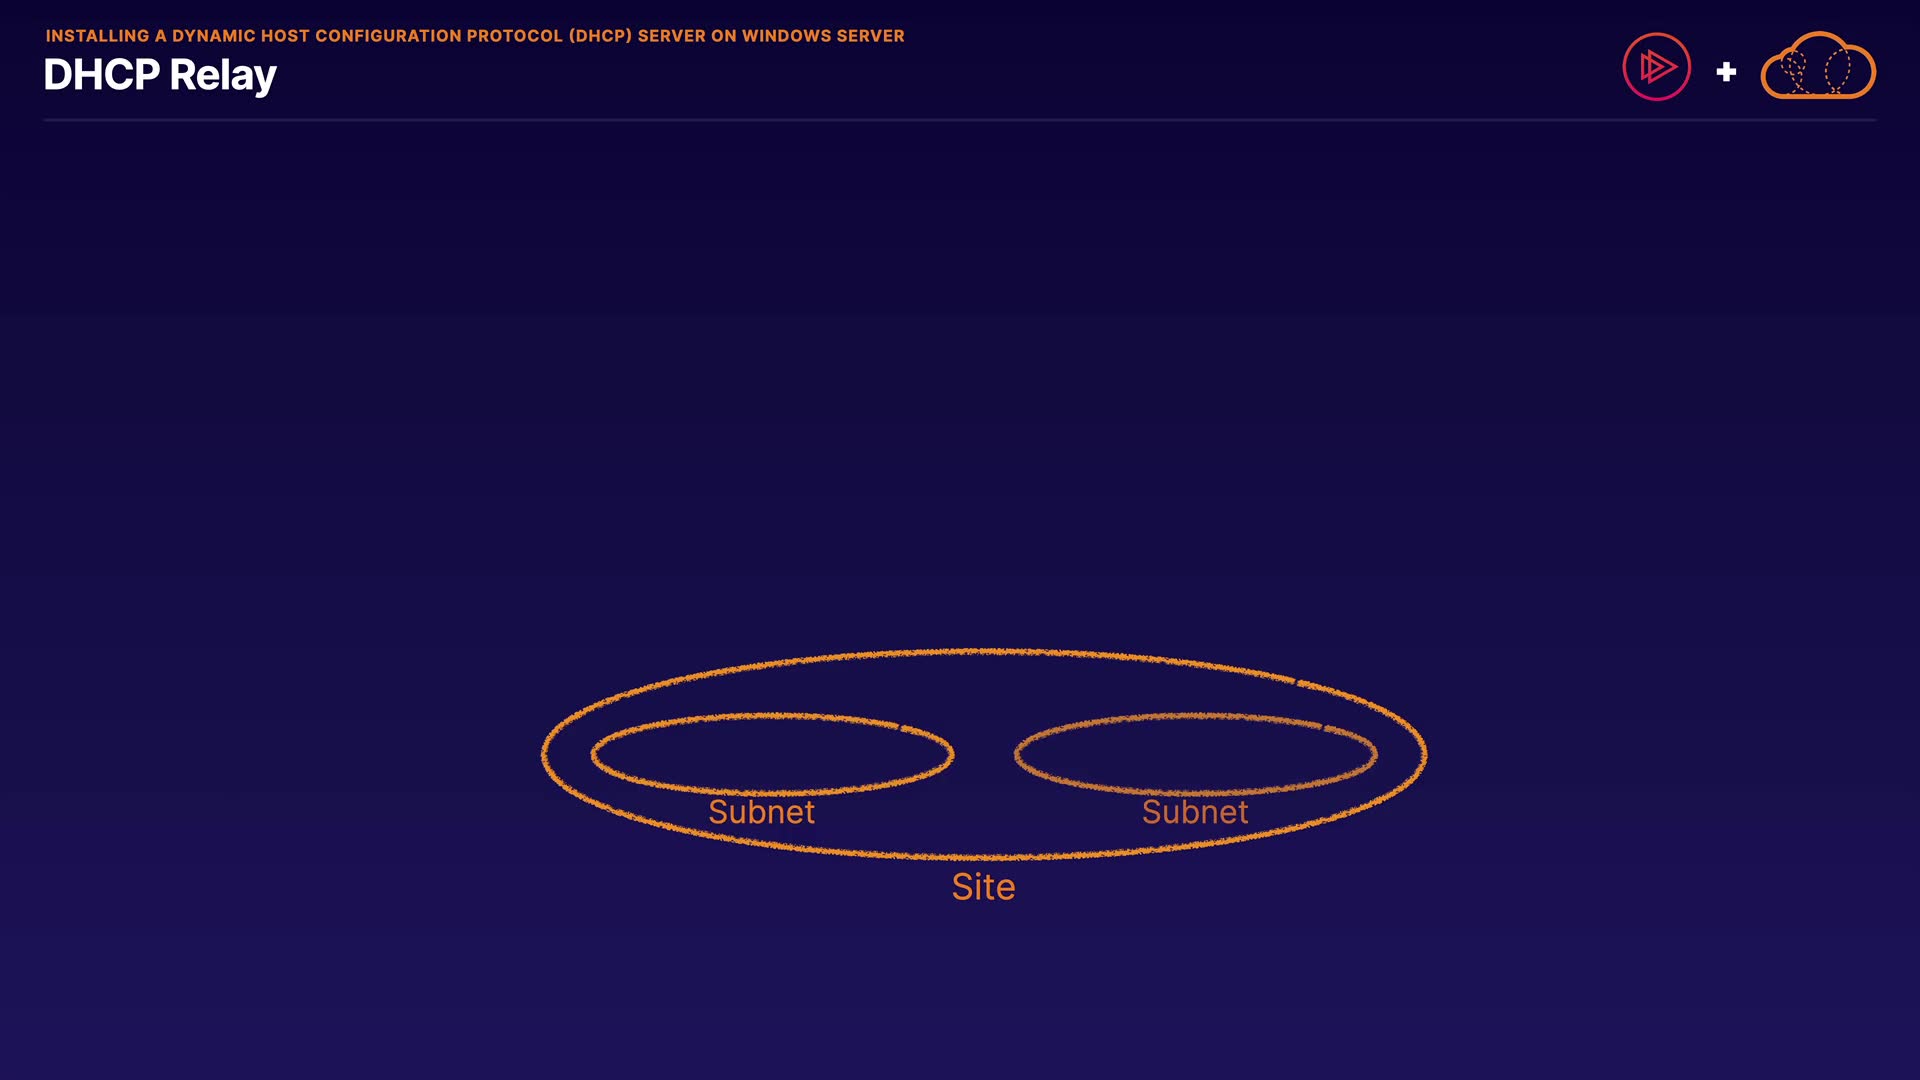 INSTALLING A DYNAMIC HOST CONFIGURATION PROTOCOL (DHCP) SERVER ON WINDOWS SERVER
DHCP Relay
Subnet
Subnet
Site